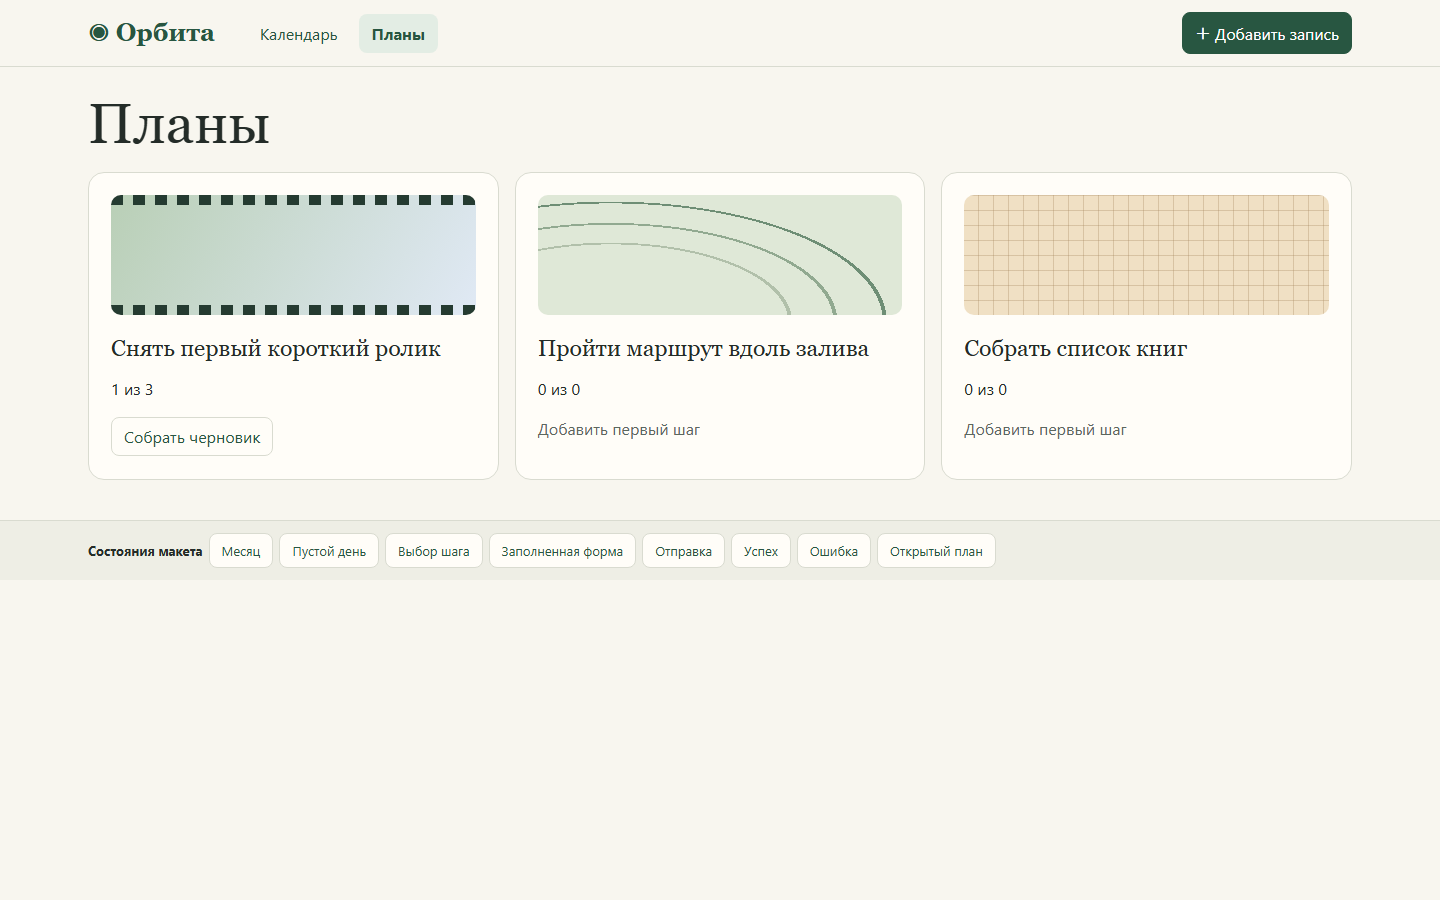 ◉ Орбита
Календарь
Планы
+ Добавить запись
Планы
Снять первый короткий ролик
1 из 3
Собрать черновик
Пройти маршрут вдоль залива
0 из 0
Добавить первый шаг
Собрать список книг
0 из 0
Добавить первый шаг
Состояния макета
Месяц
Пустой день
Выбор шага
Заполненная форма
Отправка
Успех
Ошибка
Открытый план